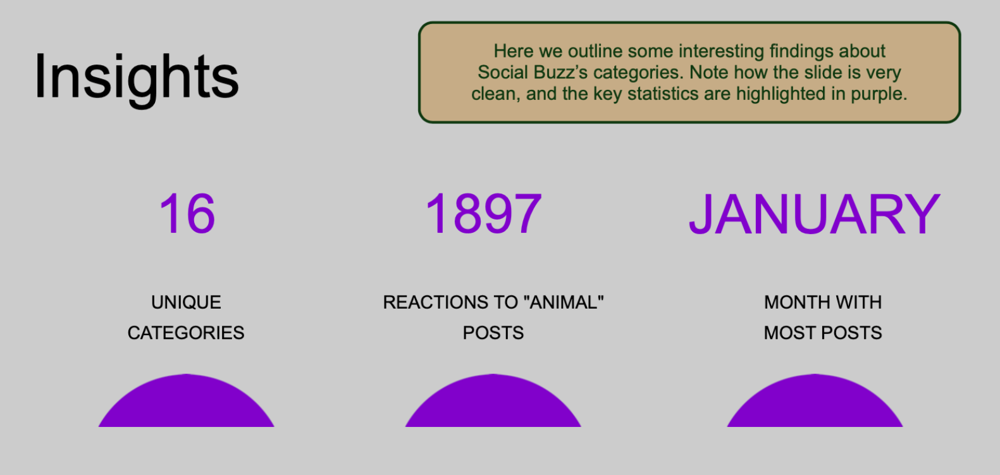 Insights
Here we outline some interesting findings about
Social Buzz’s categories. Note how the slide is very
clean, and the key statistics are highlighted in purple.
16
UNIQUE
CATEGORIES
1897
REACTIONS TO "ANIMAL"
POSTS
JANUARY
MONTH WITH
MOST POSTS